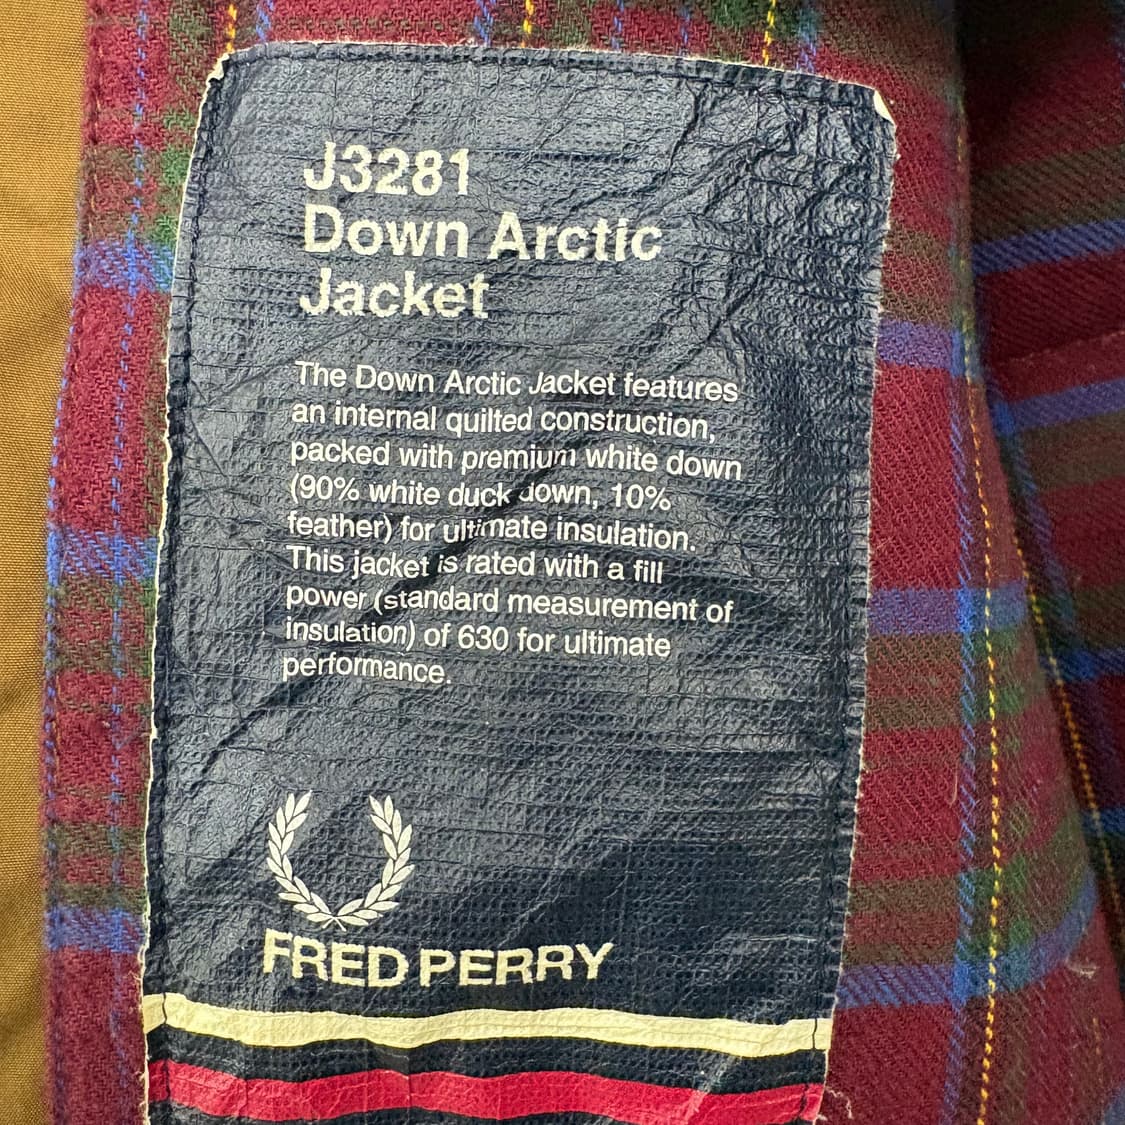 J3281
Down Arctic
Jacket
The Down Arctic Jacket features
an internal quilted construction,
packed with premium white down
(90% white duck down, 10%
feather) for ultimate insulation.
This jacket is rated with a fill
power (standard measurement of
insulation) of 630 for ultimate
performance.
FRED PERRY